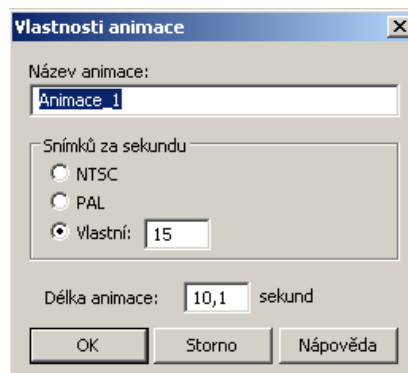 Vlastnosti animace
Název animace:
Animace_1
Snímků za sekundu
NTSC
PAL
Vlastní: 15
Délka animace: 10,1 sekund
OK Storno Nápověda